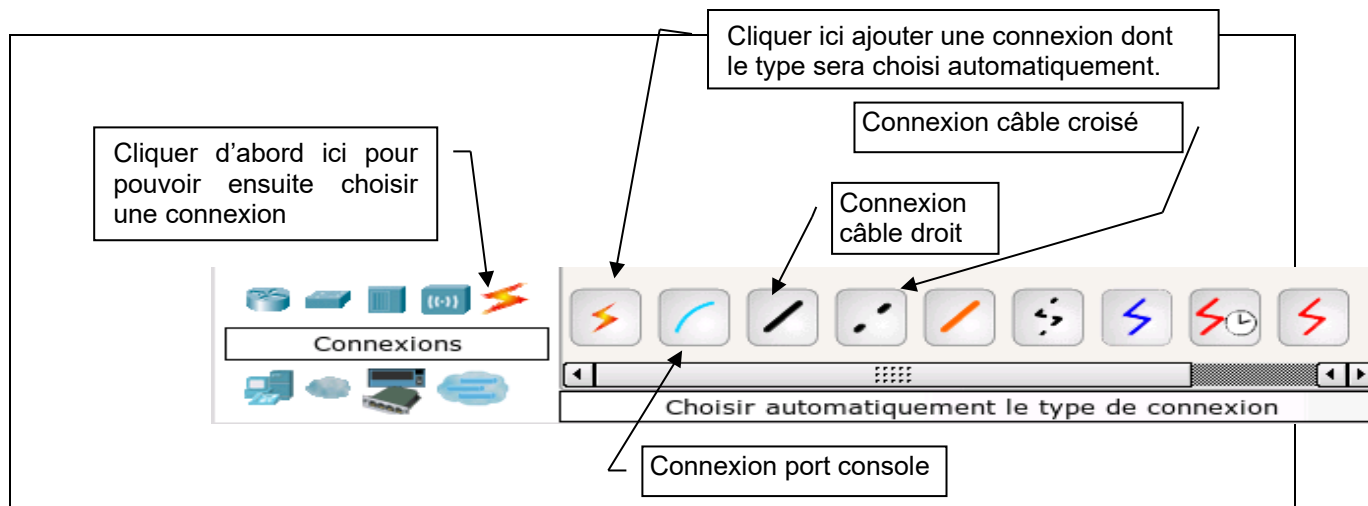 Cliquer ici ajouter une connexion dont
le type sera choisi automatiquement.
Connexion câble croisé
Cliquer d'abord ici pour
pouvoir ensuite choisir
une connexion
Connexion
câble droit
Connexions
Choisir automatiquement le type de connexion
Connexion port console